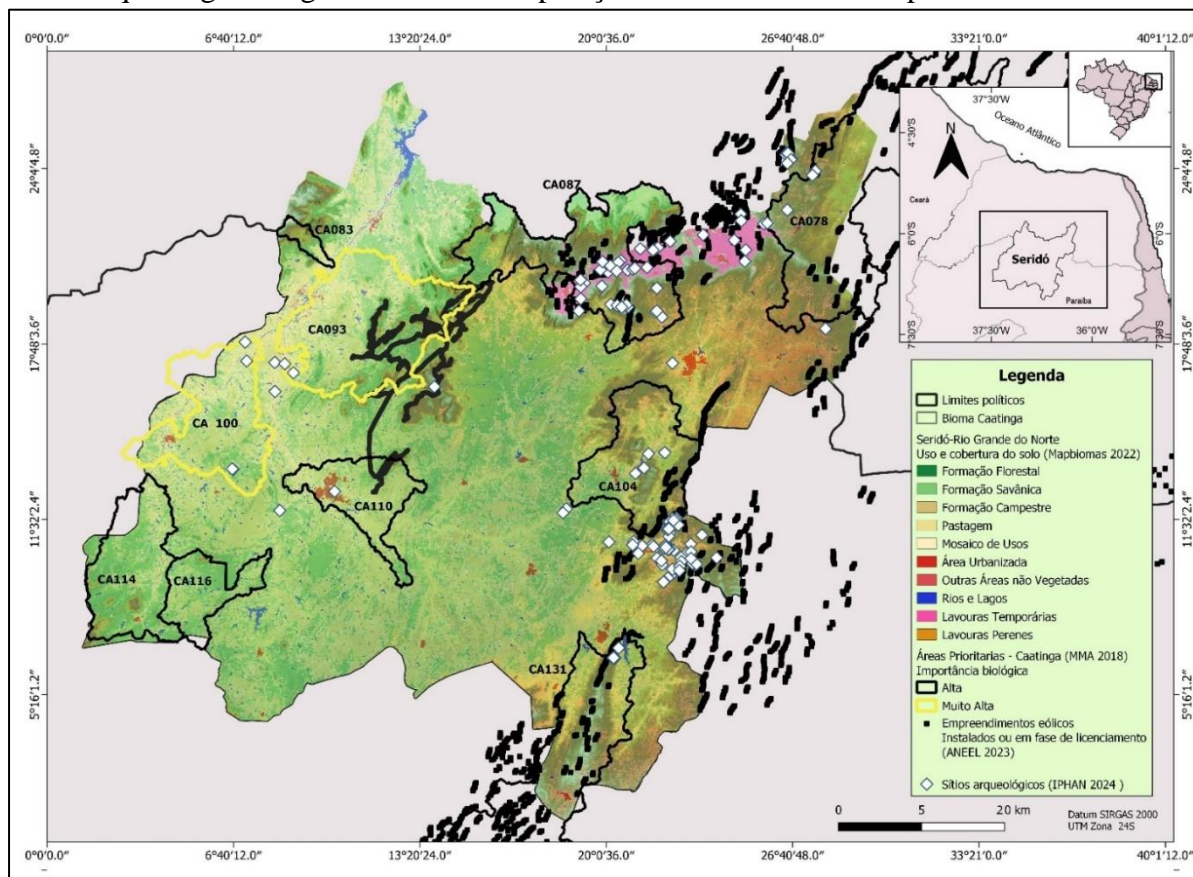 0°0′0.0″
6°40′12.0″
13°20′24.0″
20°0′36.0″
26°40′48.0″
33°21′0.0″
40°1′12.0″
24°4′4.8″
17°48′3.6″
11°32′2.4″
5°16′1.2″
24°4′4.8″
17°48′3.6″
11°32′2.4″
5°16′1.2″
CA087
CA078
CA083
CA093
CA 100
CA104
CA110
CA114
CA116
CA131
37°30'W
36°0'W
4°30'S
6°0'S
7°30'S
6°0'S
7°30'S
37°30'W
36°0'W
N
Oceano Atlântico
Ceará
Seridó
Paraíba
Legenda
Limites políticos
Bioma Caatinga
Seridó-Rio Grande do Norte
Uso e cobertura do solo (Mapbiomas 2022)
Formação Florestal
Formação Savânica
Formação Campestre
Pastagem
Mosaico de Usos
Área Urbanizada
Outras Áreas não Vegetadas
Rios e Lagos
Lavouras Temporárias
Lavouras Perenes
Áreas Prioritarias - Caatinga (MMA 2018)
Importância biológica
Alta
Muito Alta
Empreendimentos eólicos
Instalados ou em fase de licenciamento
(ANEEL 2023)
Sítios arqueológicos (IPHAN 2024 )
0 5 20 km
Datum SIRGAS 2000
UTM Zona 24S
0°0′0.0″
6°40′12.0″
13°20′24.0″
20°0′36.0″
26°40′48.0″
33°21′0.0″
40°1′12.0″